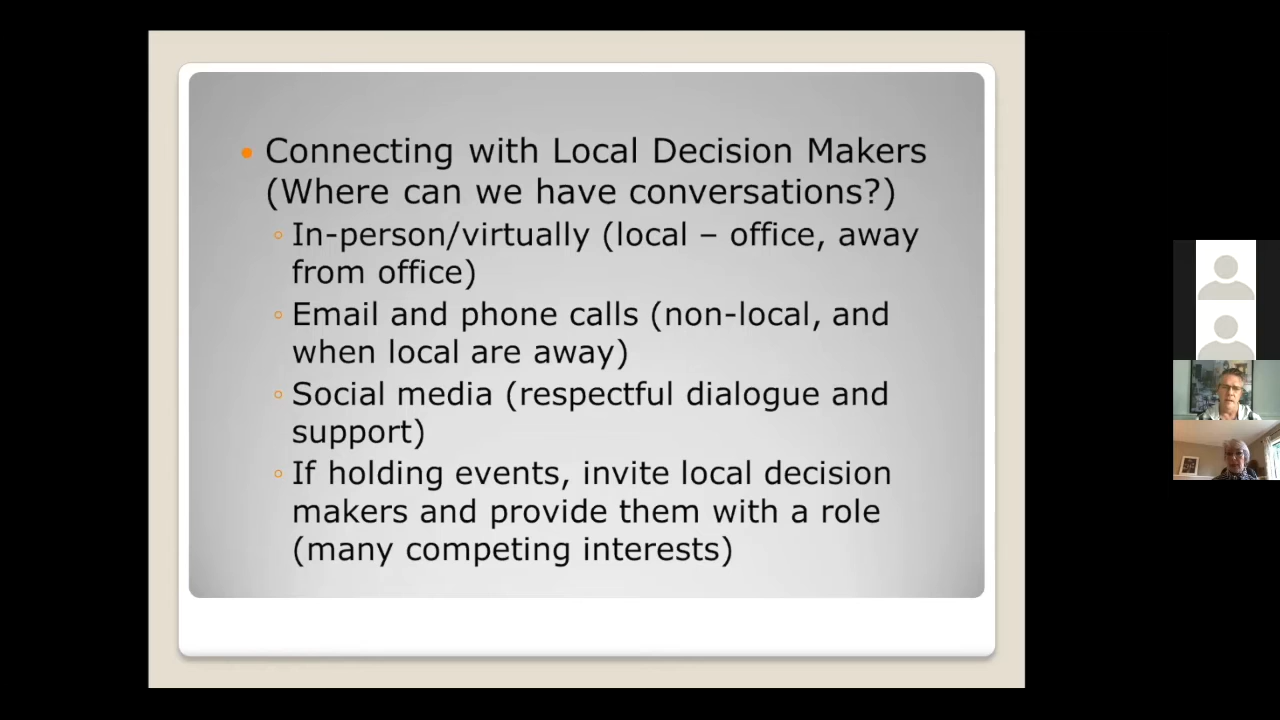 Connecting with Local Decision Makers
(Where can we have conversations?)
In-person/virtually (local – office, away
from office)
Email and phone calls (non-local, and
when local are away)
Social media (respectful dialogue and
support)
If holding events, invite local decision
makers and provide them with a role
(many competing interests)